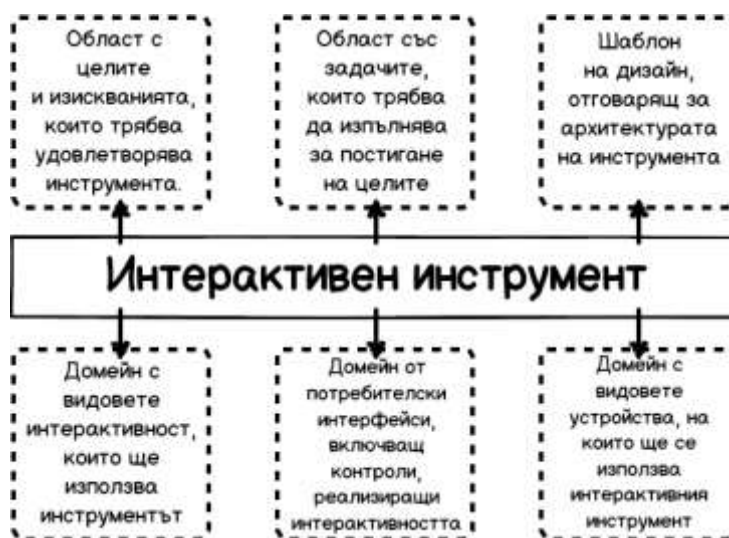 Област с
целите
и изискванията,
които трябва
удовлетворява
инструмента.
Област със
задачите,
които трябва
да изпълнява
за постигане
на целите
Шаблон
на дизайн,
отговарящ за
архитектурата
на инструмента
Интерактивен инструмент
Домейн с
видовете
интерактивност,
които ще
използва
инструментът
Домейн от
потребителски
интерфейси,
включващ
контроли,
реализиращи
интерактивността
Домейн с
видовете
устройства, на
които ще се
използва
интерактивния
инструмент